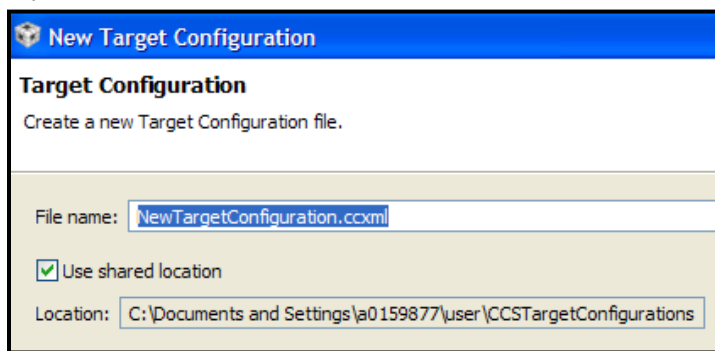 New Target Configuration
Target Configuration
Create a new Target Configuration file.
File name: NewTargetConfiguration.ccxml
Use shared location
Location: C:\Documents and Settings\a0159877\user\CCSTargetConfigurations